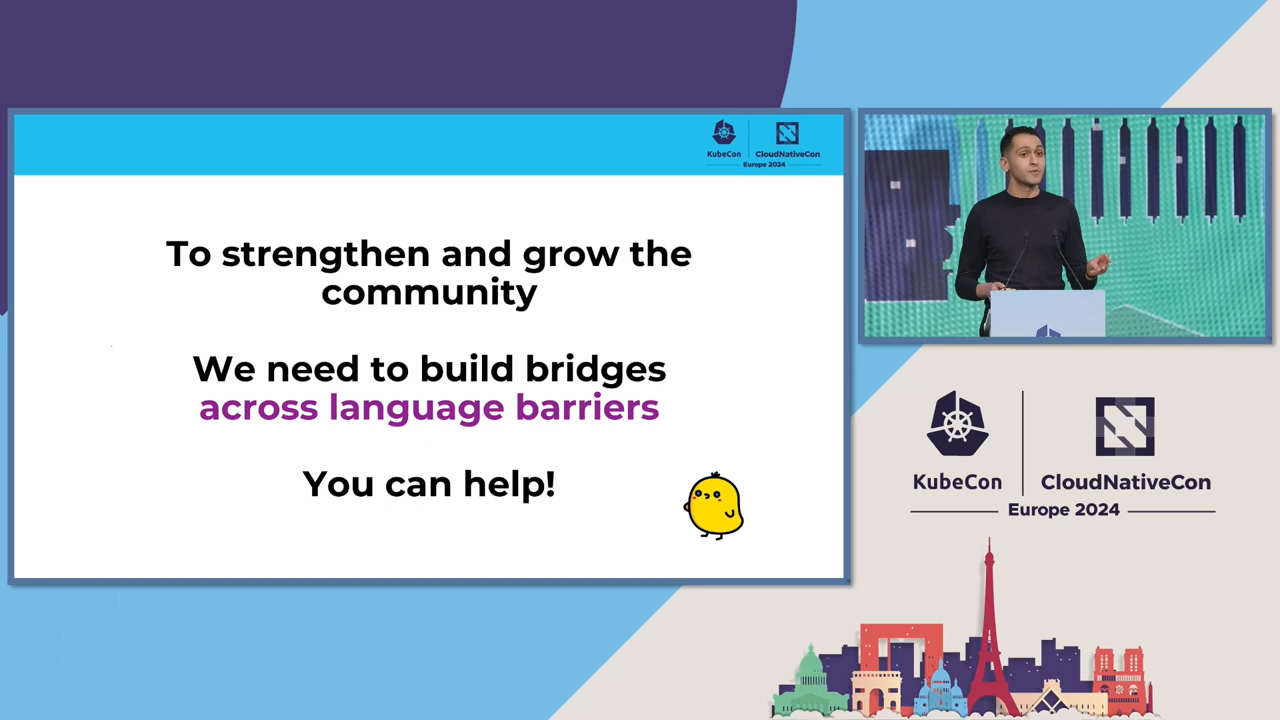 KubeCon
CloudNativeCon
Europe 2024
To strengthen and grow the
community
We need to build bridges
across language barriers
You can help!
KubeCon
CloudNativeCon
Europe 2024